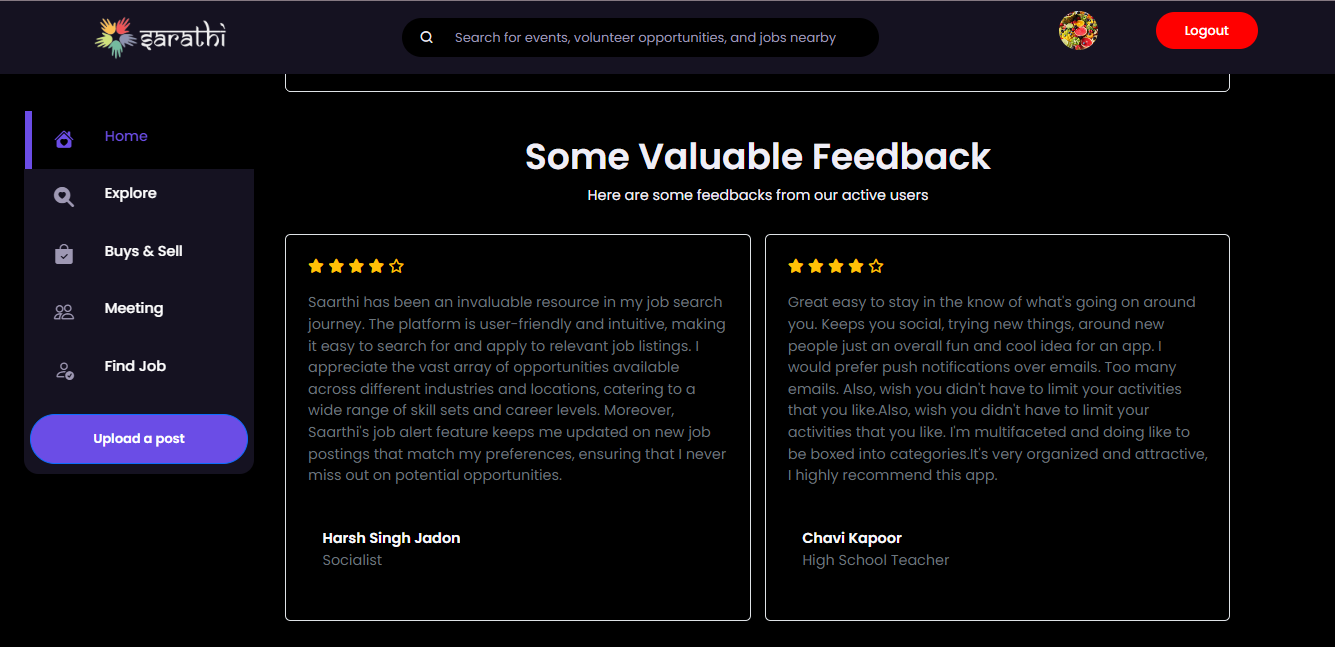 sarathi
Search for events, volunteer opportunities, and jobs nearby
Logout
Home
Explore
Buys & Sell
Meeting
Find Job
Upload a post
Some Valuable Feedback
Here are some feedbacks from our active users
Saarthi has been an invaluable resource in my job search
journey. The platform is user-friendly and intuitive, making
it easy to search for and apply to relevant job listings. I
appreciate the vast array of opportunities available
across different industries and locations, catering to a
wide range of skill sets and career levels. Moreover,
Saarthi's job alert feature keeps me updated on new job
postings that match my preferences, ensuring that I never
miss out on potential opportunities.
Harsh Singh Jadon
Socialist
Great easy to stay in the know of what's going on around
you. Keeps you social, trying new things, around new
people just an overall fun and cool idea for an app. I
would prefer push notifications over emails. Too many
emails. Also, wish you didn't have to limit your activities
that you like.Also, wish you didn't have to limit your
activities that you like. I'm multifaceted and doing like to
be boxed into categories.It's very organized and attractive,
I highly recommend this app.
Chavi Kapoor
High School Teacher